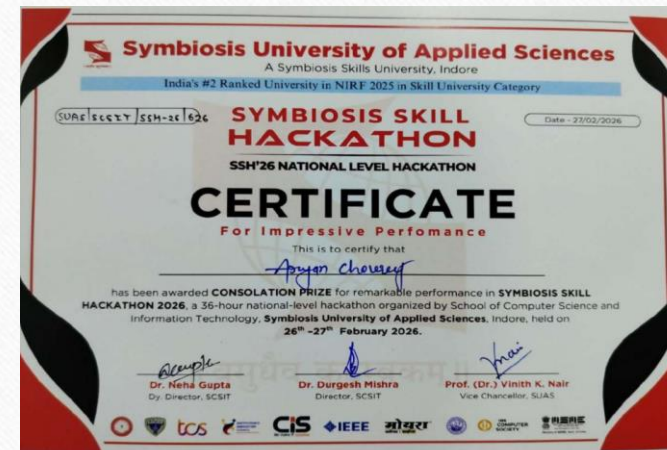 Symbiosis University of Applied Sciences
A Symbiosis Skills University, Indore
India's #2 Ranked University in NIRF 2025 in Skill University Category
SUAS|SCSIT|SSH-26|626
Date - 27/02/2026
SYMBIOSIS SKILL
HACKATHON
SSH'26 NATIONAL LEVEL HACKATHON
CERTIFICATE
For Impressive Perfomance
This is to certify that
has been awarded CONSOLATION PRIZE for remarkable performance in SYMBIOSIS SKILL
HACKATHON 2026, a 36-hour national-level hackathon organized by School of Computer Science and
Information Technology, Symbiosis University of Applied Sciences, Indore, held on
26th -27th February 2026.
Dr. Neha Gupta
Dr. Durgesh Mishra
Prof. (Dr.) Vinith K. Nair
Dy. Director, SCSIT
Director, SCSIT
Vice Chancellor, SUAS
tcs
CiS
IEEE
COMPUTER
SOCIETY